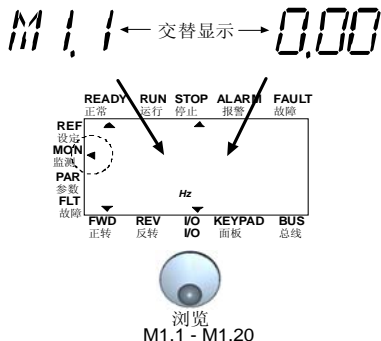 M1.1 ← 交替显示 → 0.00
READY RUN STOP ALARM FAULT
正常 运行 停止 报警 故障
REF
设定
MON
监测
PAR
参数
FLT
故障
Hz
FWD REV I/O KEYPAD BUS
正转 反转 I/O 面板 总线
浏览
M1.1 - M1.20